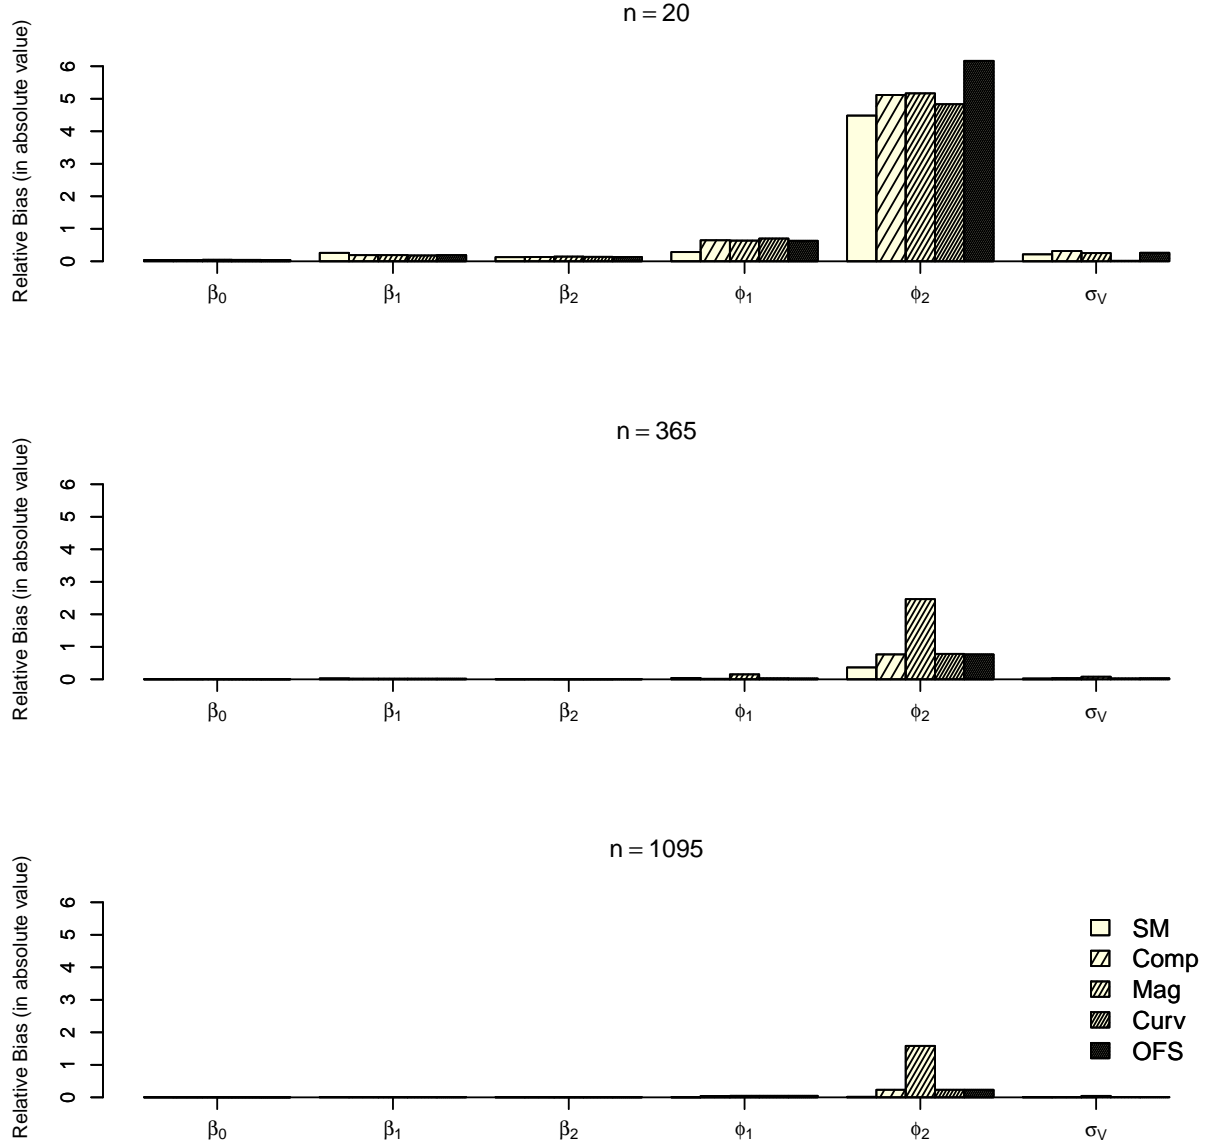 n = 20
Relative Bias (in absolute value)
6
5
4
3
2
1
0
β0 β1 β2 ϕ1 ϕ2 σV
n = 365
Relative Bias (in absolute value)
6
5
4
3
2
1
0
β0 β1 β2 ϕ1 ϕ2 σV
n = 1095
Relative Bias (in absolute value)
6
5
4
3
2
1
0
SM
Comp
Mag
Curv
OFS
β0 β1 β2 ϕ1 ϕ2 σV